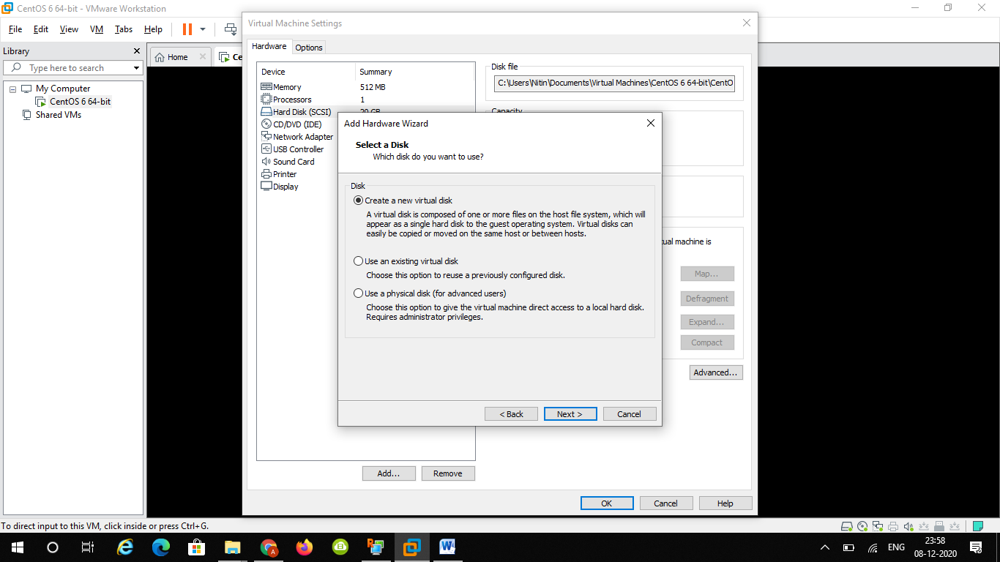 CentOS 6 64-bit - VMware Workstation
File Edit View VM Tabs Help
Library
Type here to search
My Computer
CentOS 6 64-bit
Shared VMs
Home
Ce
Virtual Machine Settings
Hardware Options
Device Summary
Memory 512 MB
Processors 1
Hard Disk (SCSI) 20 GB
CD/DVD (IDE)
Network Adapter
USB Controller
Sound Card
Printer
Display
Disk file
C:\Users\Nitin\Documents\Virtual Machines\CentOS 6 64-bit\CentO
Capacity
Add Hardware Wizard
Select a Disk
Which disk do you want to use?
Disk
Create a new virtual disk
A virtual disk is composed of one or more files on the host file system, which will
appear as a single hard disk to the guest operating system. Virtual disks can
easily be copied or moved on the same host or between hosts.
Use an existing virtual disk
Choose this option to reuse a previously configured disk.
Use a physical disk (for advanced users)
Choose this option to give the virtual machine direct access to a local hard disk.
Requires administrator privileges.
< Back Next > Cancel
tual machine is
Map...
Defragment
Expand...
Compact
Advanced...
Add... Remove
OK Cancel Help
To direct input to this VM, click inside or press Ctrl+G.
ENG
23:58
08-12-2020